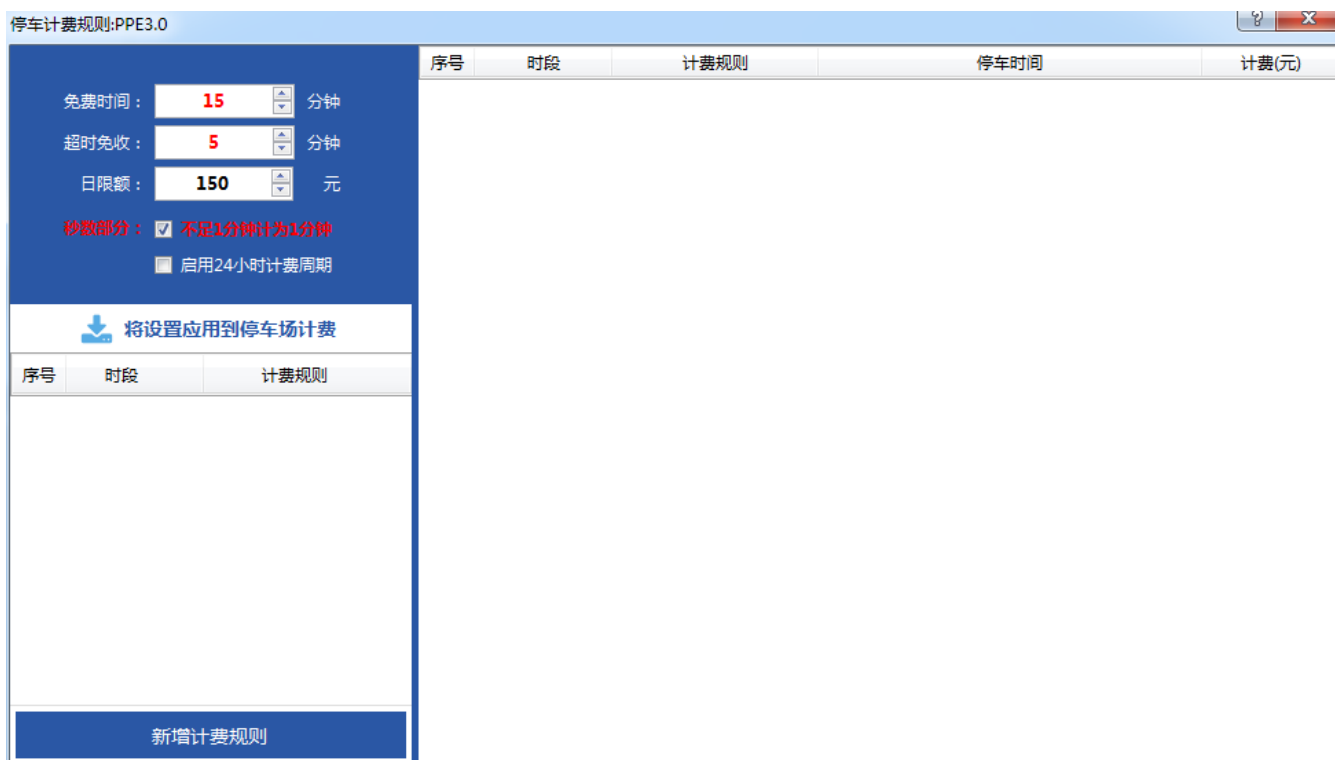 停车计费规则:PPE3.0
序号 时段 计费规则 停车时间 计费(元)
免费时间： 15 分钟
超时免收： 5 分钟
日限额： 150 元
秒数部分： 不足1分钟计为1分钟
启用24小时计费周期
将设置应用到停车场计费
序号 时段 计费规则
新增计费规则